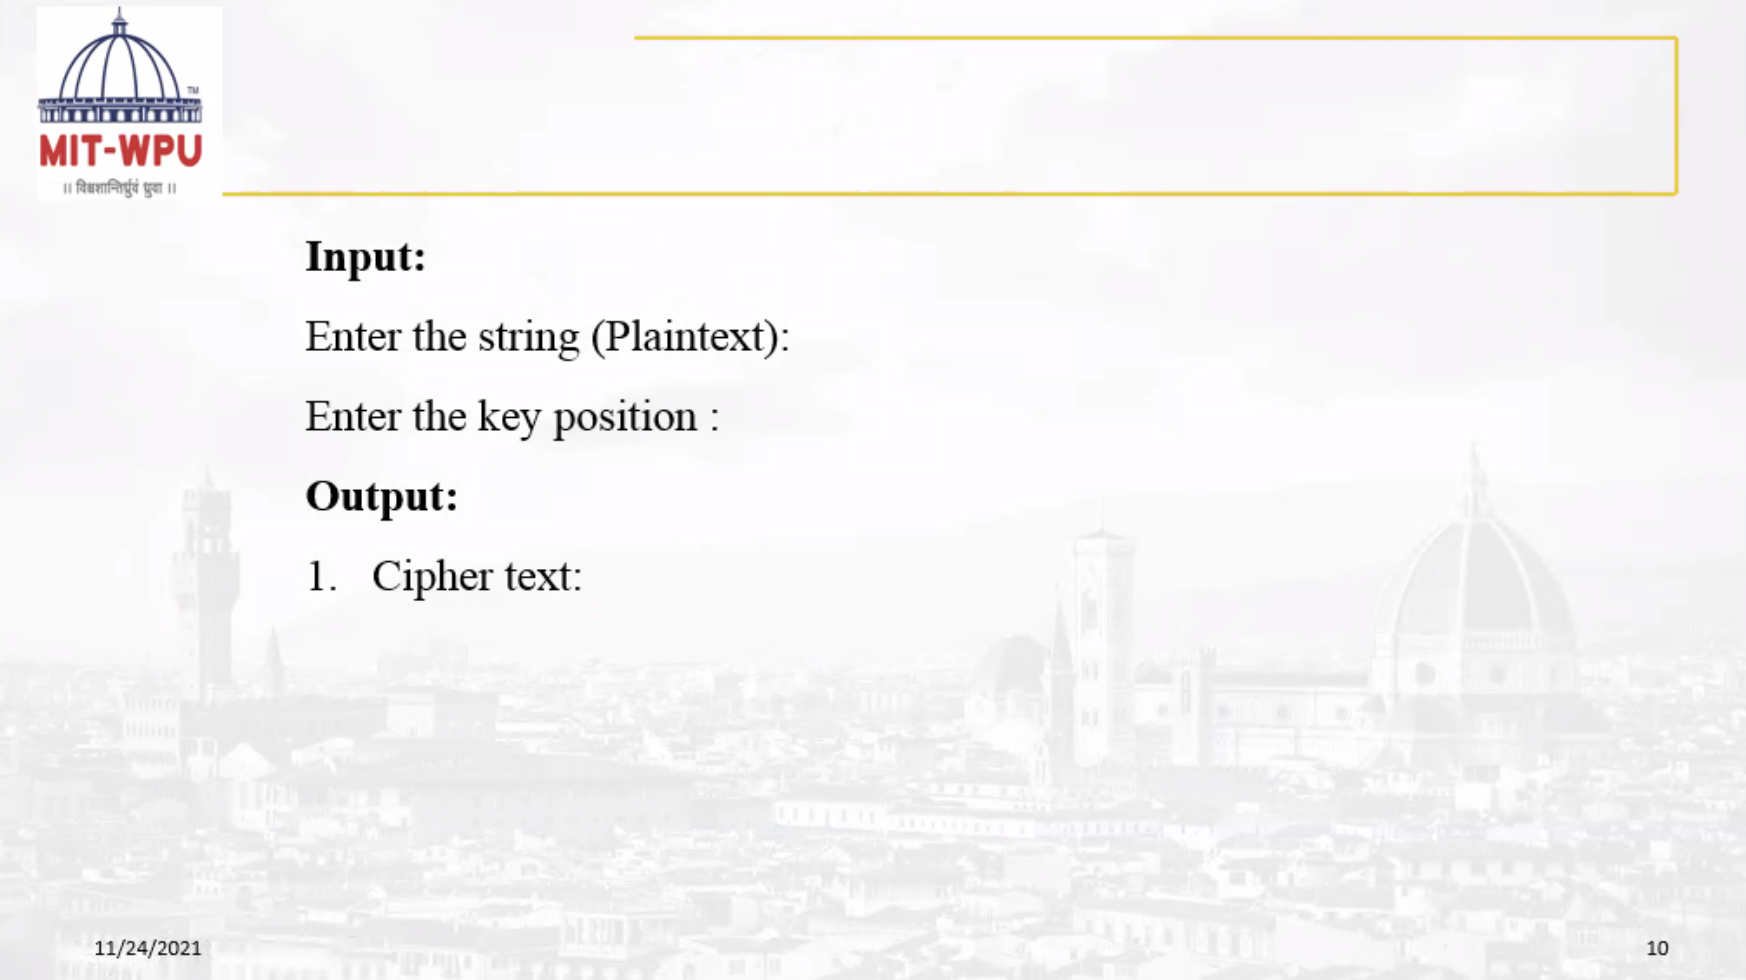 TM
MIT-WPU
॥ विश्वशान्तिर्ध्रुवं ध्रुवा ॥
Input:
Enter the string (Plaintext):
Enter the key position :
Output:
1. Cipher text:
11/24/2021
10